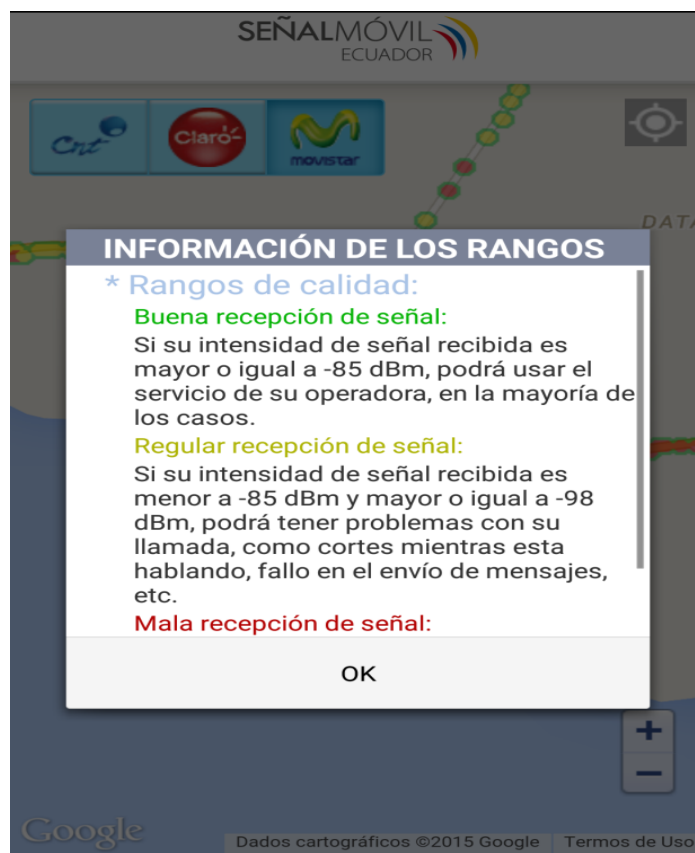 SEÑALMÓVIL
ECUADOR
Cnt
Claro
movistar
DATA
INFORMACIÓN DE LOS RANGOS
* Rangos de calidad:
Buena recepción de señal:
Si su intensidad de señal recibida es
mayor o igual a -85 dBm, podrá usar el
servicio de su operadora, en la mayoría de
los casos.
Regular recepción de señal:
Si su intensidad de señal recibida es
menor a -85 dBm y mayor o igual a -98
dBm, podrá tener problemas con su
llamada, como cortes mientras esta
hablando, fallo en el envío de mensajes,
etc.
Mala recepción de señal:
OK
+
−
Google
Dados cartográficos ©2015 Google
Termos de Uso